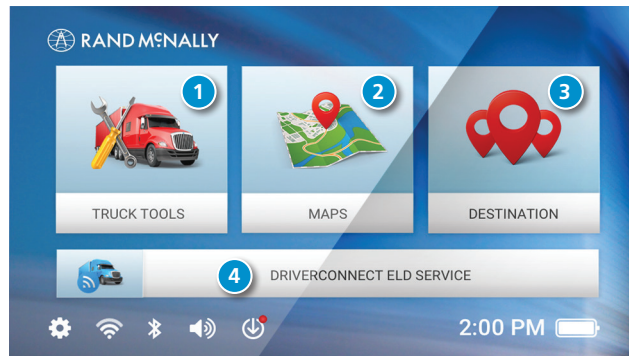 RAND McNALLY
1
2
3
TRUCK TOOLS
MAPS
DESTINATION
4
DRIVERCONNECT ELD SERVICE
2:00 PM